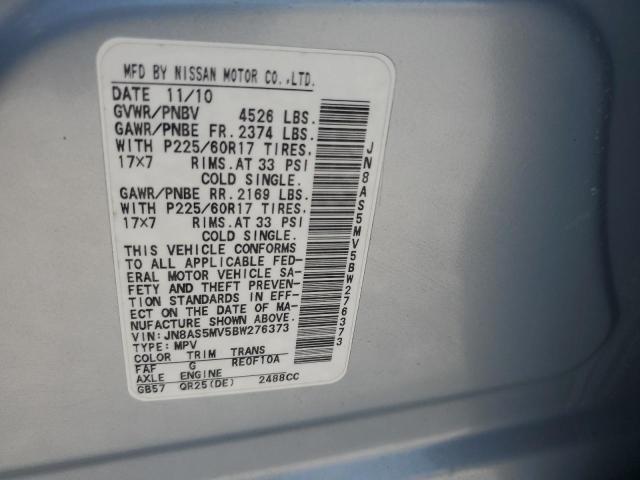 MFD BY NISSAN MOTOR CO.,LTD.
DATE 11/10
GVWR/PNBV 4526 LBS.
GAWR/PNBE FR. 2374 LBS.
WITH P225/60R17 TIRES.
17×7 RIMS. AT 33 PSI
COLD SINGLE.
GAWR/PNBE RR. 2169 LBS.
WITH P225/60R17 TIRES.
17×7 RIMS. AT 33 PSI
COLD SINGLE.
THIS VEHICLE CONFORMS
TO ALL APPLICABLE FED-
ERAL MOTOR VEHICLE SA-
FETY AND THEFT PREVEN-
TION STANDARDS IN EFF-
ECT ON THE DATE OF MA-
NUFACTURE SHOWN ABOVE.
VIN: JN8AS5MV5BW276373
TYPE: MPV
COLOR TRIM TRANS
FAF G RE0F10A
AXLE ENGINE
GB57 QR25(DE) 2488CC
JN8AS5MV5BW276373